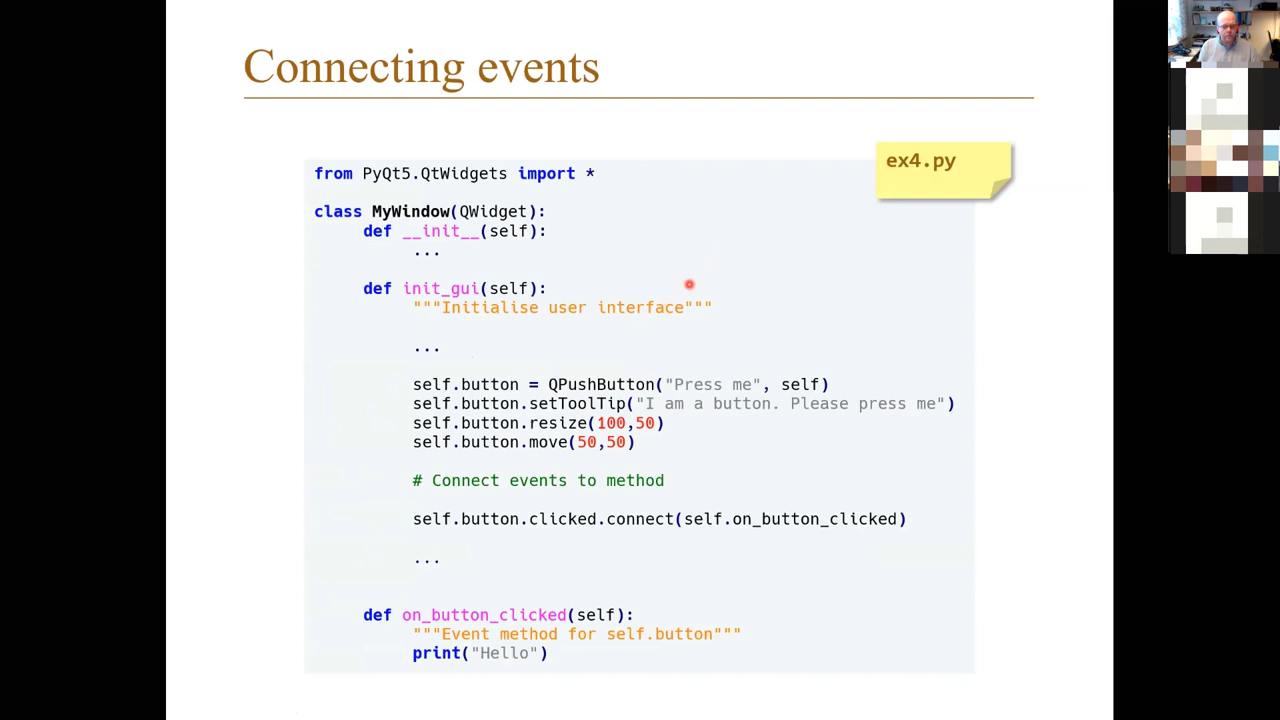 Connecting events
ex4.py
from PyQt5.QtWidgets import *
class MyWindow(QWidget):
def __init__(self):
...
def init_gui(self):
"""Initialise user interface"""
...
self.button = QPushButton("Press me", self)
self.button.setToolTip("I am a button. Please press me")
self.button.resize(100,50)
self.button.move(50,50)
# Connect events to method
self.button.clicked.connect(self.on_button_clicked)
...
def on_button_clicked(self):
"""Event method for self.button"""
print("Hello")